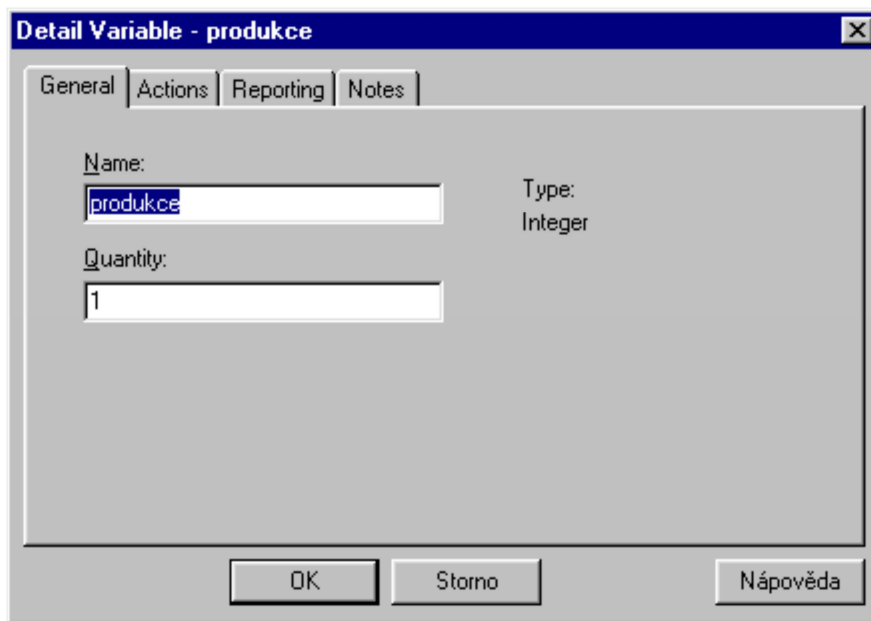 Detail Variable - produkce
General Actions Reporting Notes
Name:
produkce
Type:
Integer
Quantity:
1
OK Storno Nápověda